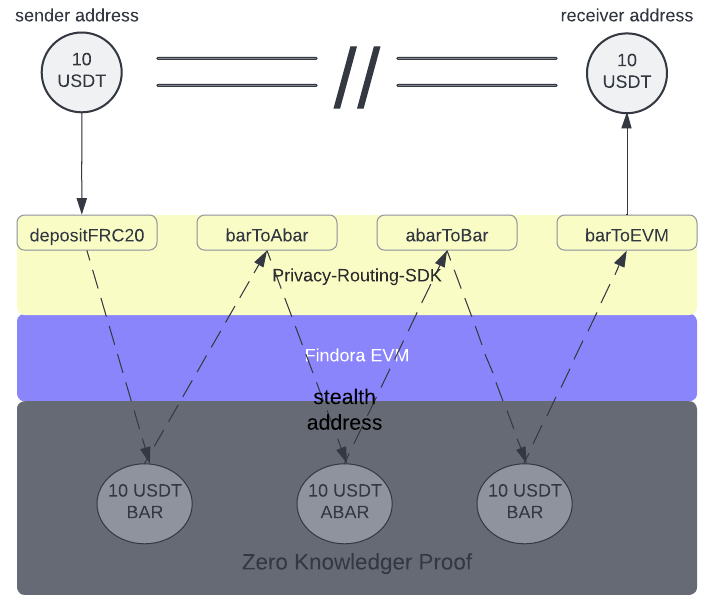 sender address
receiver address
10
USDT
10
USDT
depositFRC20
barToAbar
abarToBar
barToEVM
Privacy-Routing-SDK
Findora EVM
stealth
address
10 USDT
BAR
10 USDT
ABAR
10 USDT
BAR
Zero Knowledger Proof